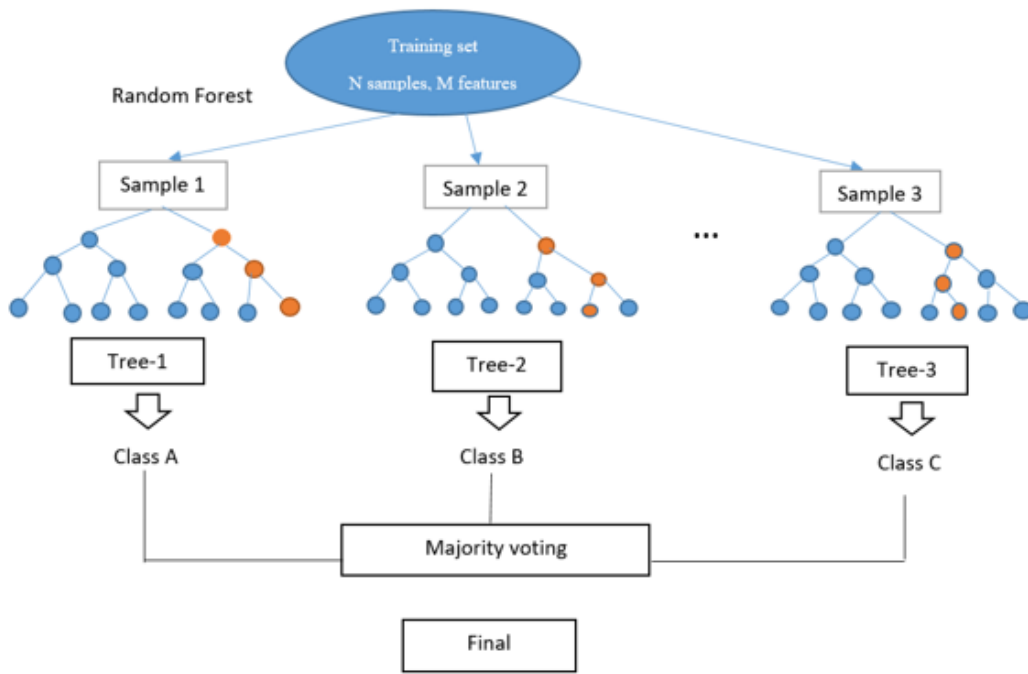 Training set
N samples, M features
Random Forest
Sample 1
Sample 2
Sample 3
...
Tree-1
Tree-2
Tree-3
Class A
Class B
Class C
Majority voting
Final